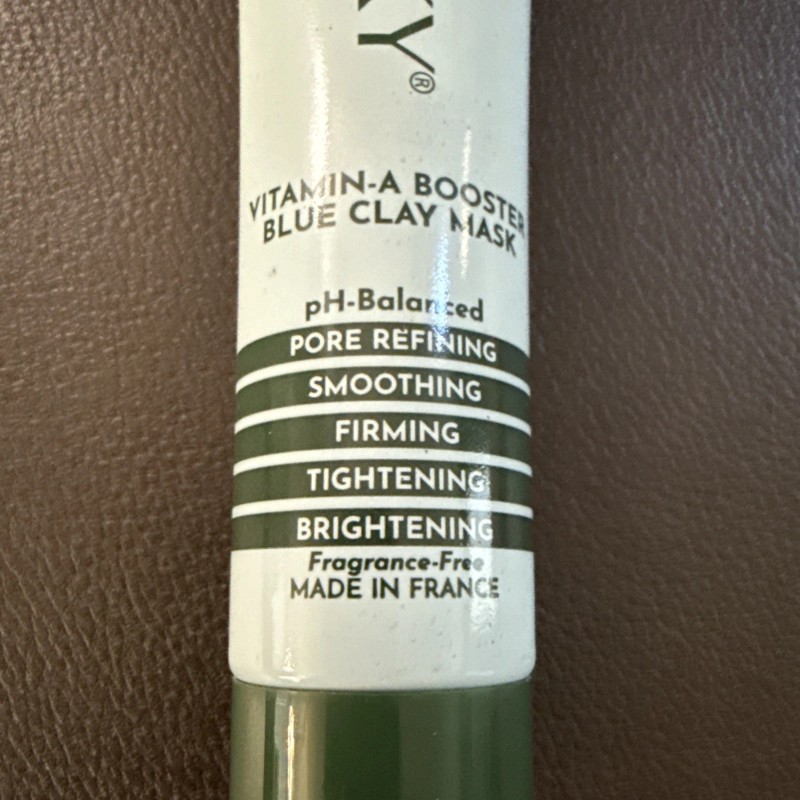 VITAMIN-A BOOSTER
BLUE CLAY MASK
pH-Balanced
PORE REFINING
SMOOTHING
FIRMING
TIGHTENING
BRIGHTENING
Fragrance-Free
MADE IN FRANCE